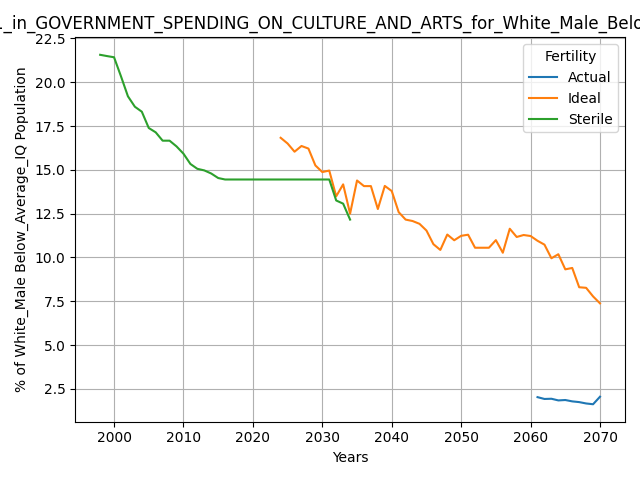 _in_GOVERNMENT_SPENDING_ON_CULTURE_AND_ARTS_for_White_Male_Belo
Fertility
Actual
Ideal
Sterile
% of White_Male Below_Average_IQ Population
22.5
20.0
17.5
15.0
12.5
10.0
7.5
5.0
2.5
2000 2010 2020 2030 2040 2050 2060 2070
Years